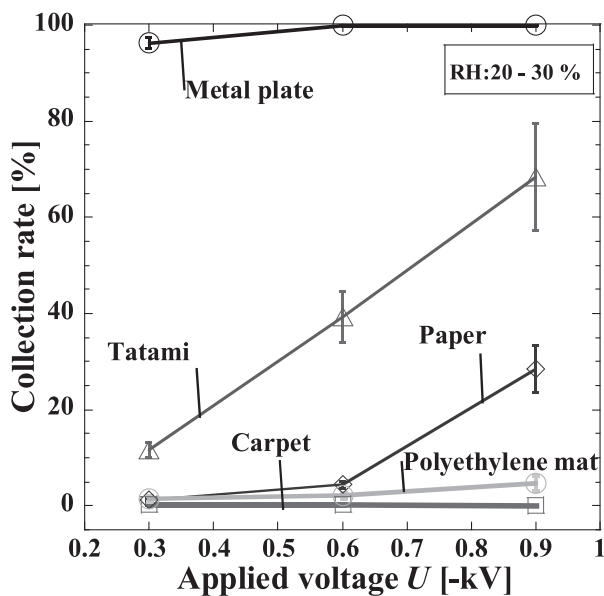 100
Metal plate
RH:20 - 30 %
80
60
Collection rate [%]
40
Tatami
Paper
20
Carpet
Polyethylene mat
0
0.2 0.3 0.4 0.5 0.6 0.7 0.8 0.9 1
Applied voltage U [-kV]